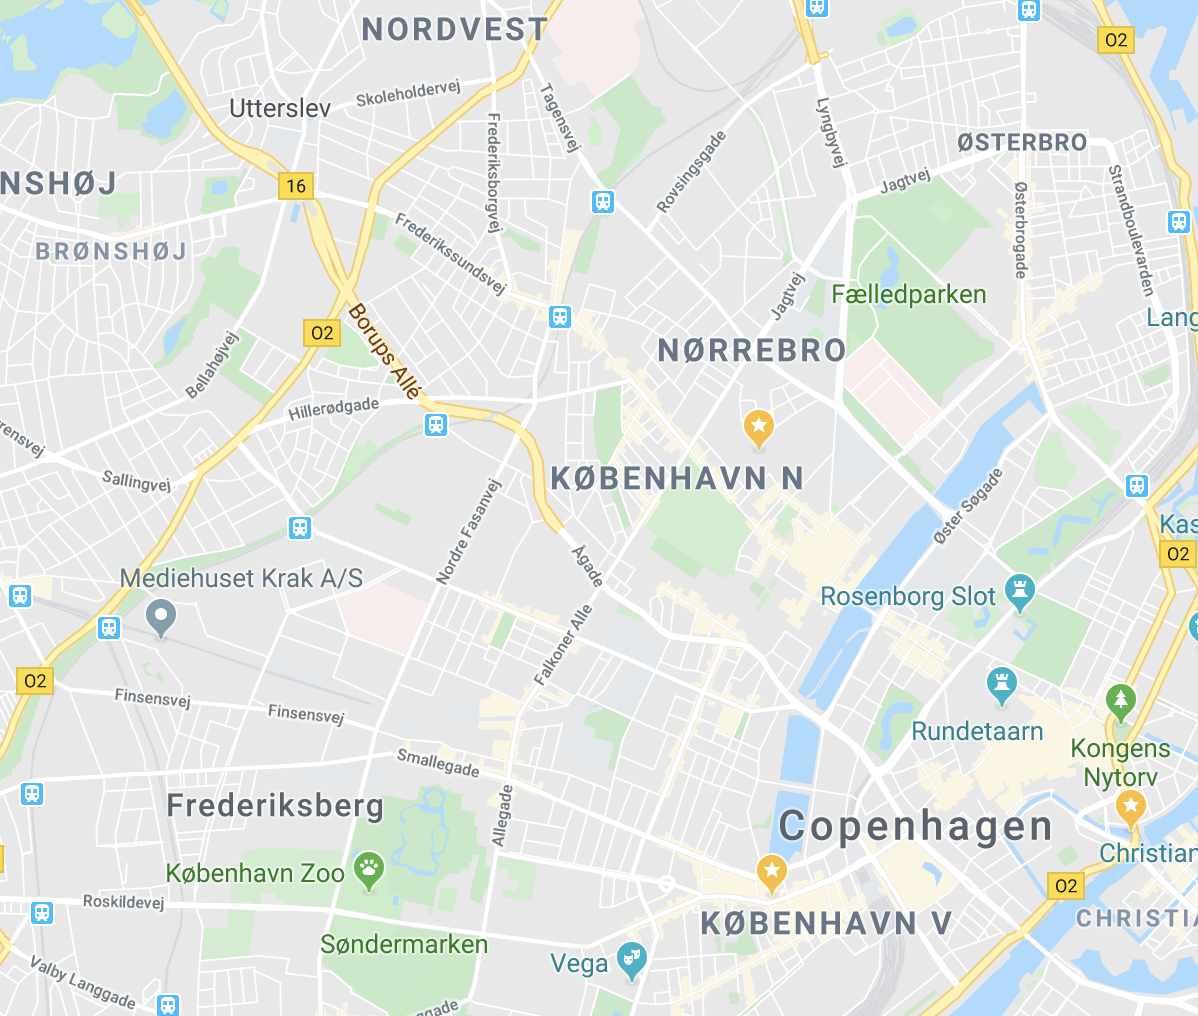 NORDVEST
O2
Skoleholdervej
Utterslev
Tagensvej
Lyngbyvej
Frederiksborgvej
Rovsingsgade
ØSTERBRO
NSHØJ
16
Jagtvej
Østerbrogade
Strandboulevarden
BRØNSHØJ
Frederikssundsvej
Jagtvej
Fælledparken
Borups Allé
O2
Lang
NØRREBRO
Bellahøjvej
Hillerødgade
rensvej
Sallingvej
KØBENHAVN N
Øster Søgade
Nordre Fasanvej
Kas
O2
Ågade
Mediehuset Krak A/S
Rosenborg Slot
Falkoner Alle
O2
Finsensvej
Finsensvej
Rundetaarn
Kongens
Nytorv
Smallegade
Frederiksberg
Allegade
Copenhagen
Christian
København Zoo
O2
Roskildevej
KØBENHAVN V
CHRISTIA
Søndermarken
Vega
Valby Langgade
gade